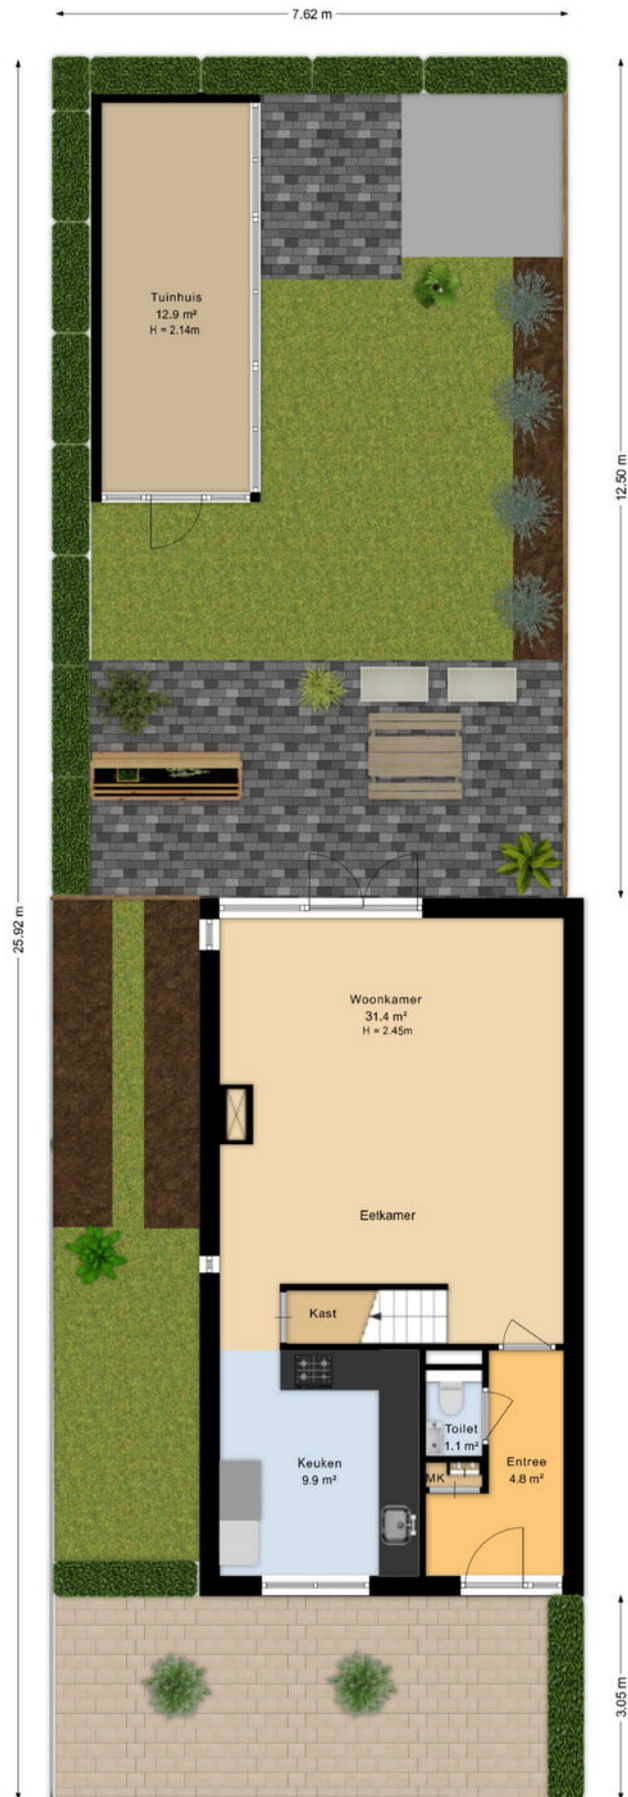 7.62 m
Tuinhuis
12.9 m²
H = 2.14m
12.50 m
25.92 m
Woonkamer
31.4 m²
H = 2.45m
Eetkamer
Kast
Toilet
1.1 m²
Keuken
9.9 m²
Entree
4.8 m²
MK
3.05 m